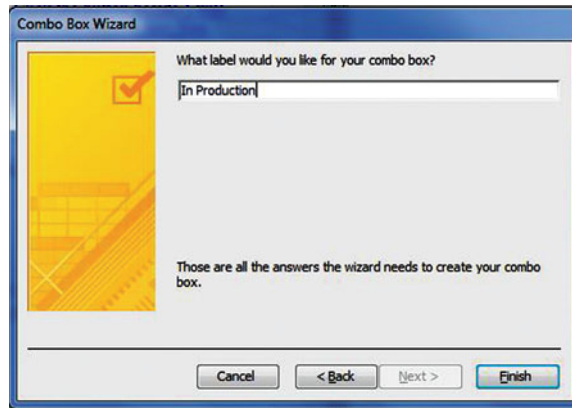 Combo Box Wizard
What label would you like for your combo box?
In Production
Those are all the answers the wizard needs to create your combo
box.
Cancel
< Back
Next >
Finish